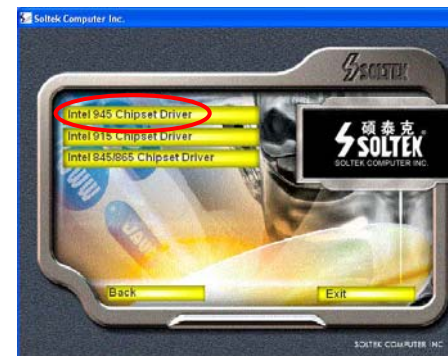 Soltek Computer Inc.
SOLTEK
Intel 945 Chipset Driver
Intel 915 Chipset Driver
Intel 845/865 Chipset Driver
硕泰克
SOLTEK
SOLTEK COMPUTER INC.
Back
Exit
SOLTEK COMPUTER INC